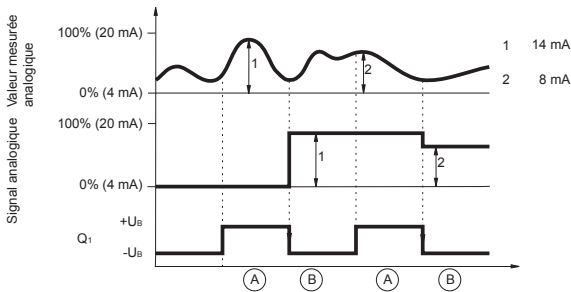 Valeur mesurée
analogique
100% (20 mA)
0% (4 mA)
1
2
1 14 mA
2 8 mA
Signal analogique
100% (20 mA)
0% (4 mA)
1
2
Q1
+UB
-UB
A B A B